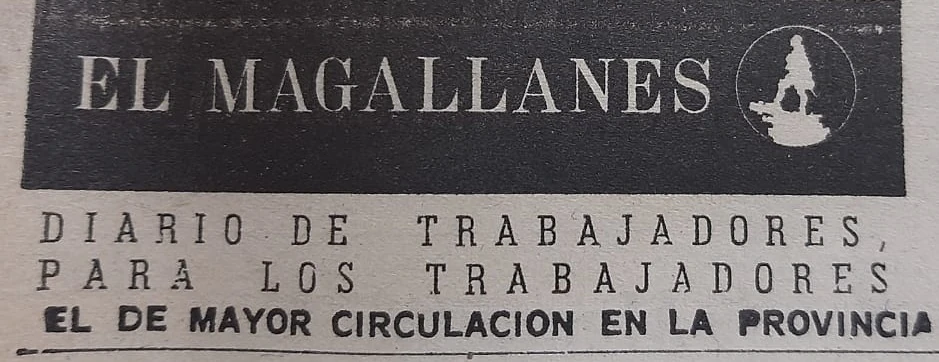 EL MAGALLANES
DIARIO DE TRABAJADORES,
PARA LOS TRABAJADORES
EL DE MAYOR CIRCULACION EN LA PROVINCIA